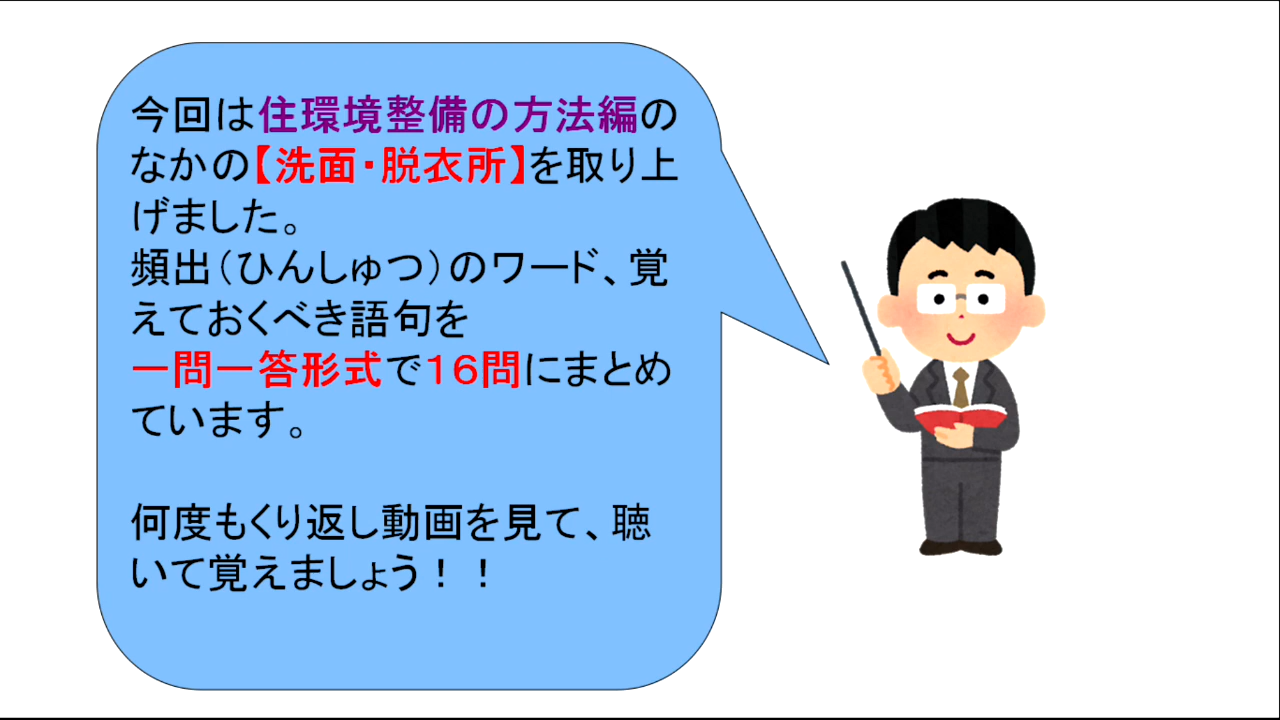 今回は住環境整備の方法編の
なかの【洗面・脱衣所】を取り上
げました。
頻出（ひんしゅつ）のワード、覚
えておくべき語句を
一問一答形式で１６問にまとめ
ています。
何度もくり返し動画を見て、聴
いて覚えましょう！！